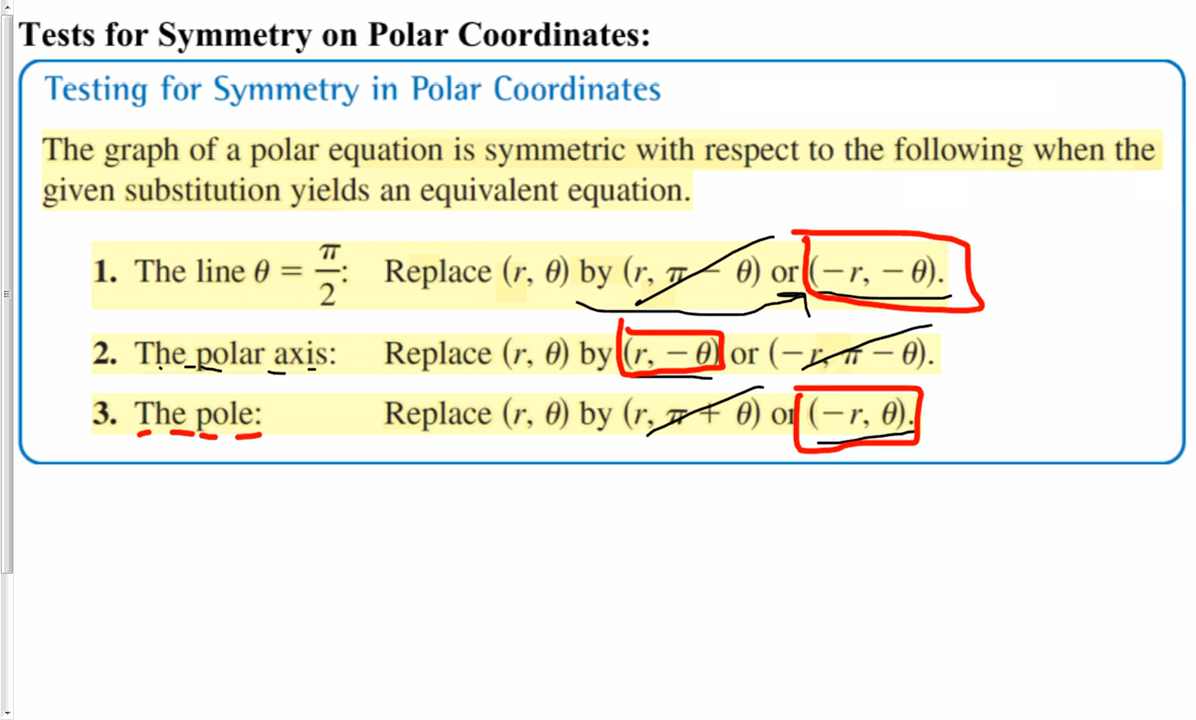 Tests for Symmetry on Polar Coordinates:
Testing for Symmetry in Polar Coordinates
The graph of a polar equation is symmetric with respect to the following when the
given substitution yields an equivalent equation.
1. The line θ = π/2: Replace (r, θ) by (r, π − θ) or (−r, −θ).
2. The polar axis: Replace (r, θ) by (r, −θ) or (−r, π − θ).
3. The pole: Replace (r, θ) by (r, π + θ) or (−r, θ).